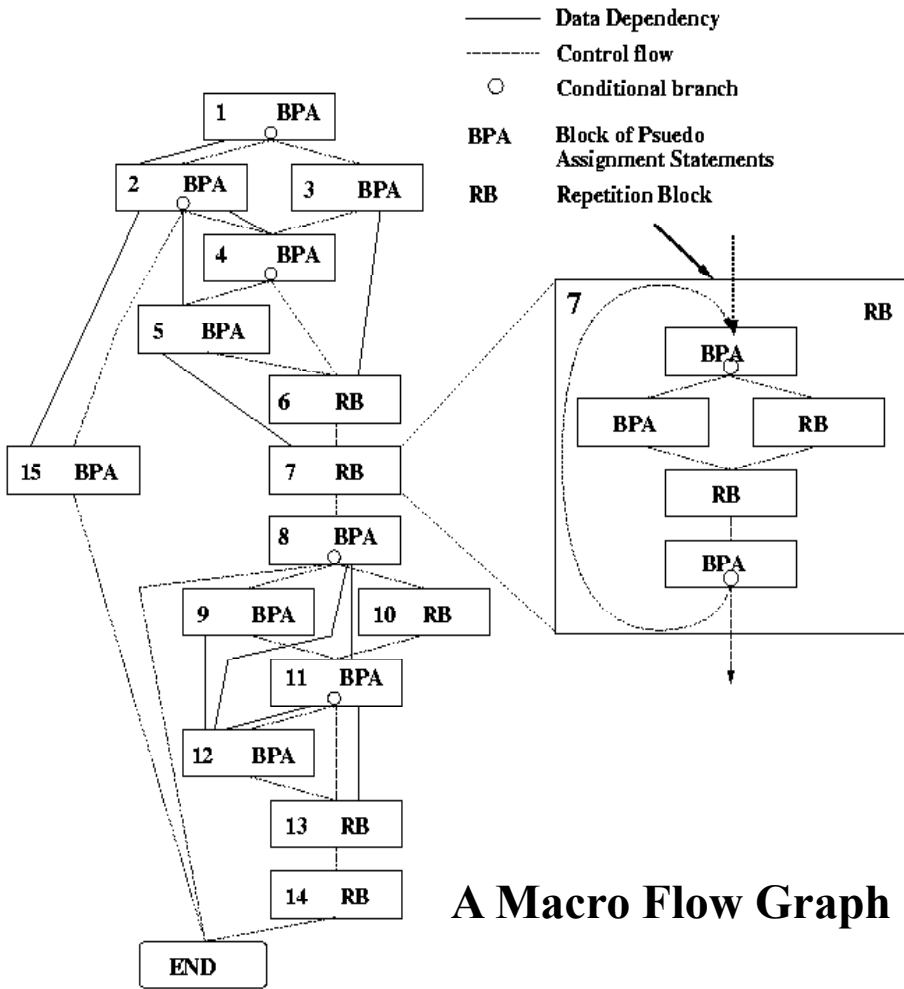 Data Dependency
Control flow
Conditional branch
BPA Block of Psuedo
Assignment Statements
RB Repetition Block
1 BPA
2 BPA
3 BPA
4 BPA
5 BPA
6 RB
7 RB
15 BPA
8 BPA
9 BPA
10 RB
11 BPA
12 BPA
13 RB
14 RB
END
7 RB
BPA
BPA RB
RB
BPA
A Macro Flow Graph